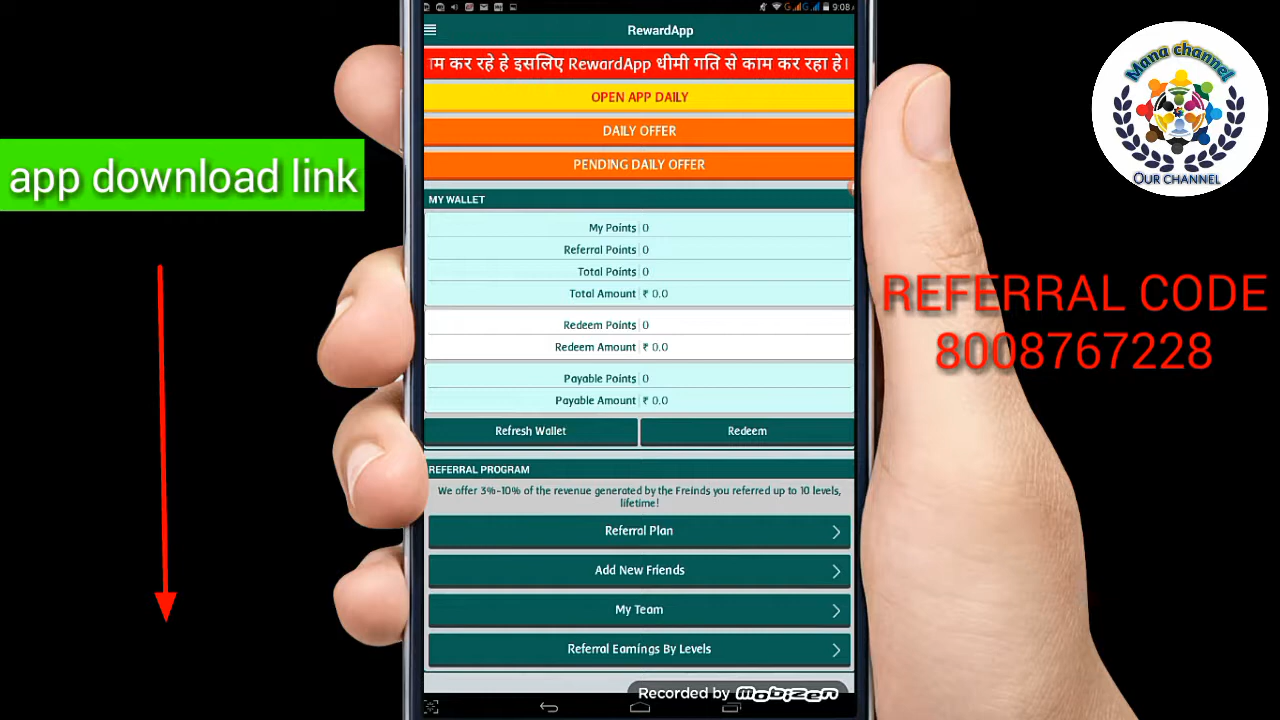 9:08
RewardApp
म कर रहे हे इसलिए RewardApp धीमी गति से काम कर रहा हे।
OPEN APP DAILY
DAILY OFFER
PENDING DAILY OFFER
MY WALLET
My Points 0
Referral Points 0
Total Points 0
Total Amount ₹ 0.0
Redeem Points 0
Redeem Amount ₹ 0.0
Payable Points 0
Payable Amount ₹ 0.0
Refresh Wallet
Redeem
REFERRAL PROGRAM
We offer 3%-10% of the revenue generated by the Freinds you referred up to 10 levels,
lifetime!
Referral Plan
Add New Friends
My Team
Referral Earnings By Levels
Recorded by Mobizen
app download link
Mana channel
OUR CHANNEL
REFERRAL CODE
8008767228